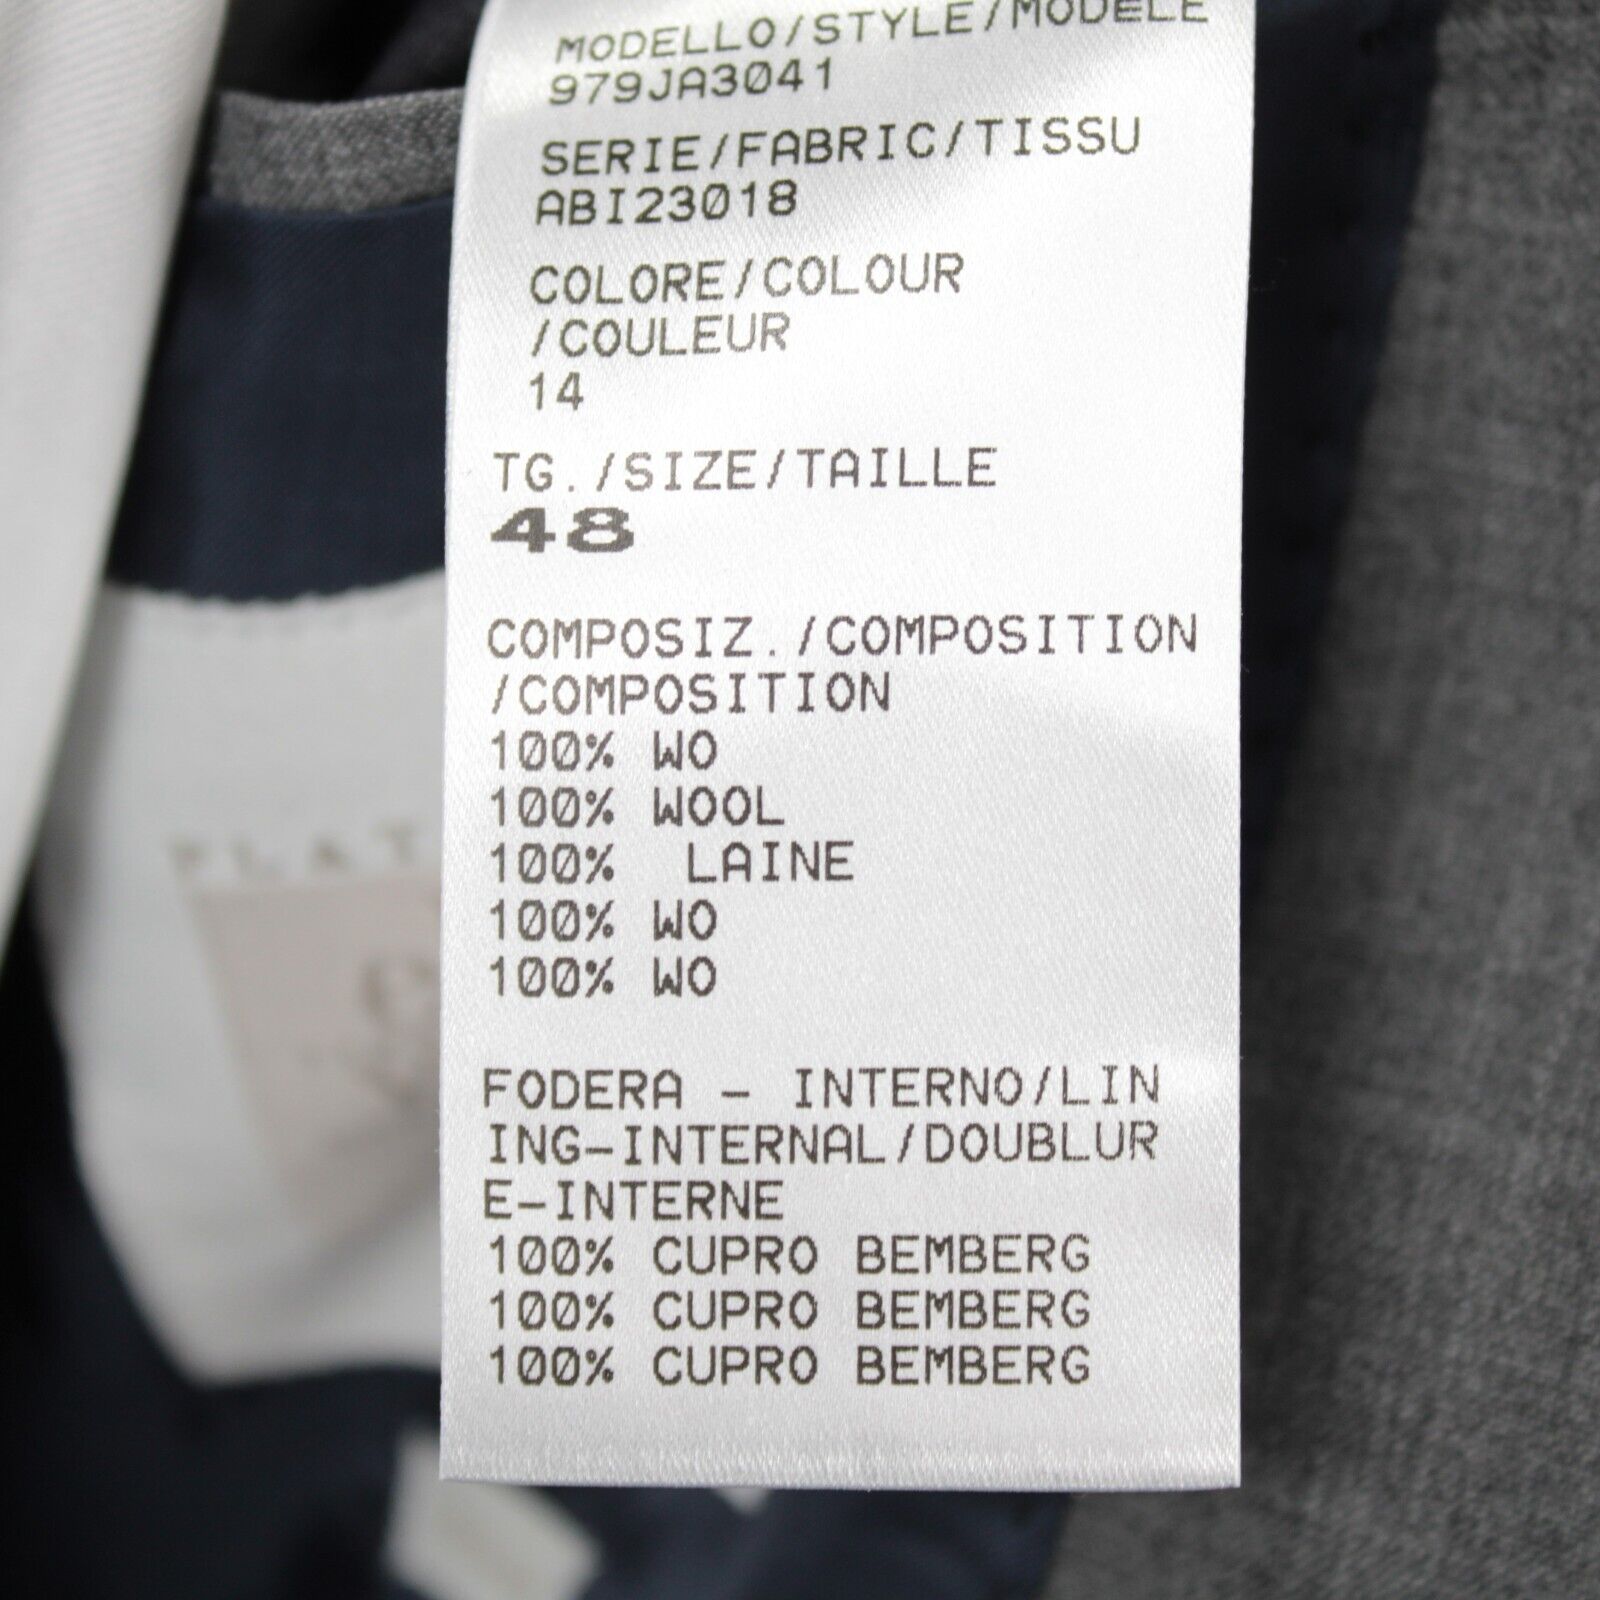 MODELLO/STYLE/MODELE
979JA3041
SERIE/FABRIC/TISSU
ABI23018
COLORE/COLOUR
/COULEUR
14
TG./SIZE/TAILLE
48
COMPOSIZ./COMPOSITION
/COMPOSITION
100% WO
100% WOOL
100% LAINE
100% WO
100% WO
FODERA - INTERNO/LIN
ING-INTERNAL/DOUBLUR
E-INTERNE
100% CUPRO BEMBERG
100% CUPRO BEMBERG
100% CUPRO BEMBERG
PLAT